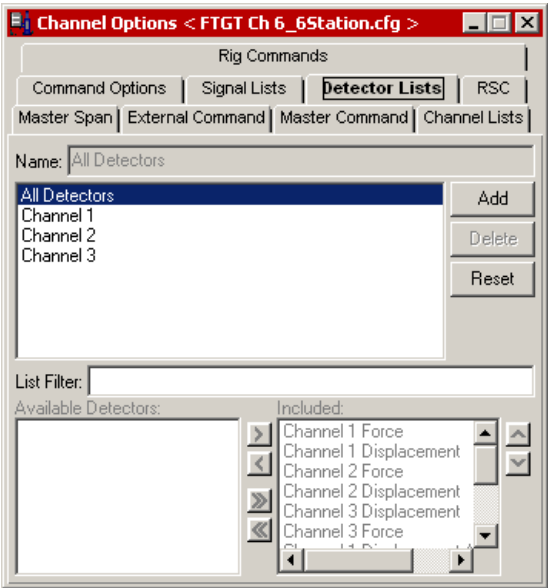 Channel Options < FTGT Ch 6_6Station.cfg >
Rig Commands
Command Options
Signal Lists
Detector Lists
RSC
Master Span
External Command
Master Command
Channel Lists
Name:
All Detectors
All Detectors
Channel 1
Channel 2
Channel 3
Add
Delete
Reset
List Filter:
Available Detectors:
Included:
Channel 1 Force
Channel 1 Displacement
Channel 2 Force
Channel 2 Displacement
Channel 3 Displacement
Channel 3 Force